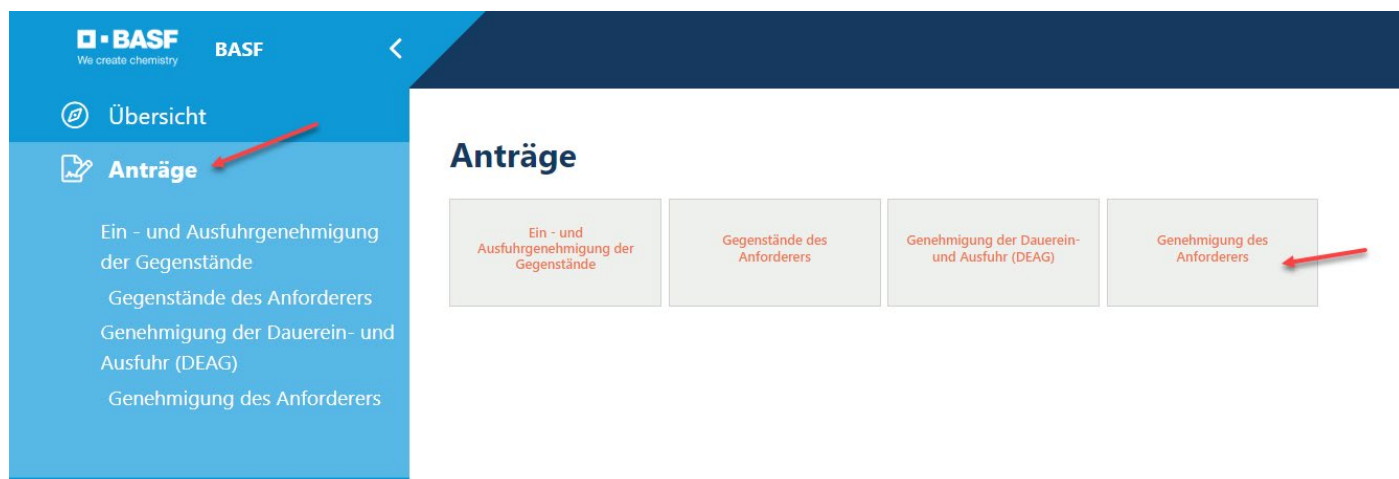 BASF
We create chemistry
BASF
Übersicht
Anträge
Ein - und Ausfuhrgenehmigung
der Gegenstände
Gegenstände des Anforderers
Genehmigung der Dauerein- und
Ausfuhr (DEAG)
Genehmigung des Anforderers
Anträge
Ein - und
Ausfuhrgenehmigung der
Gegenstände
Gegenstände des
Anforderers
Genehmigung der Dauerein-
und Ausfuhr (DEAG)
Genehmigung des
Anforderers